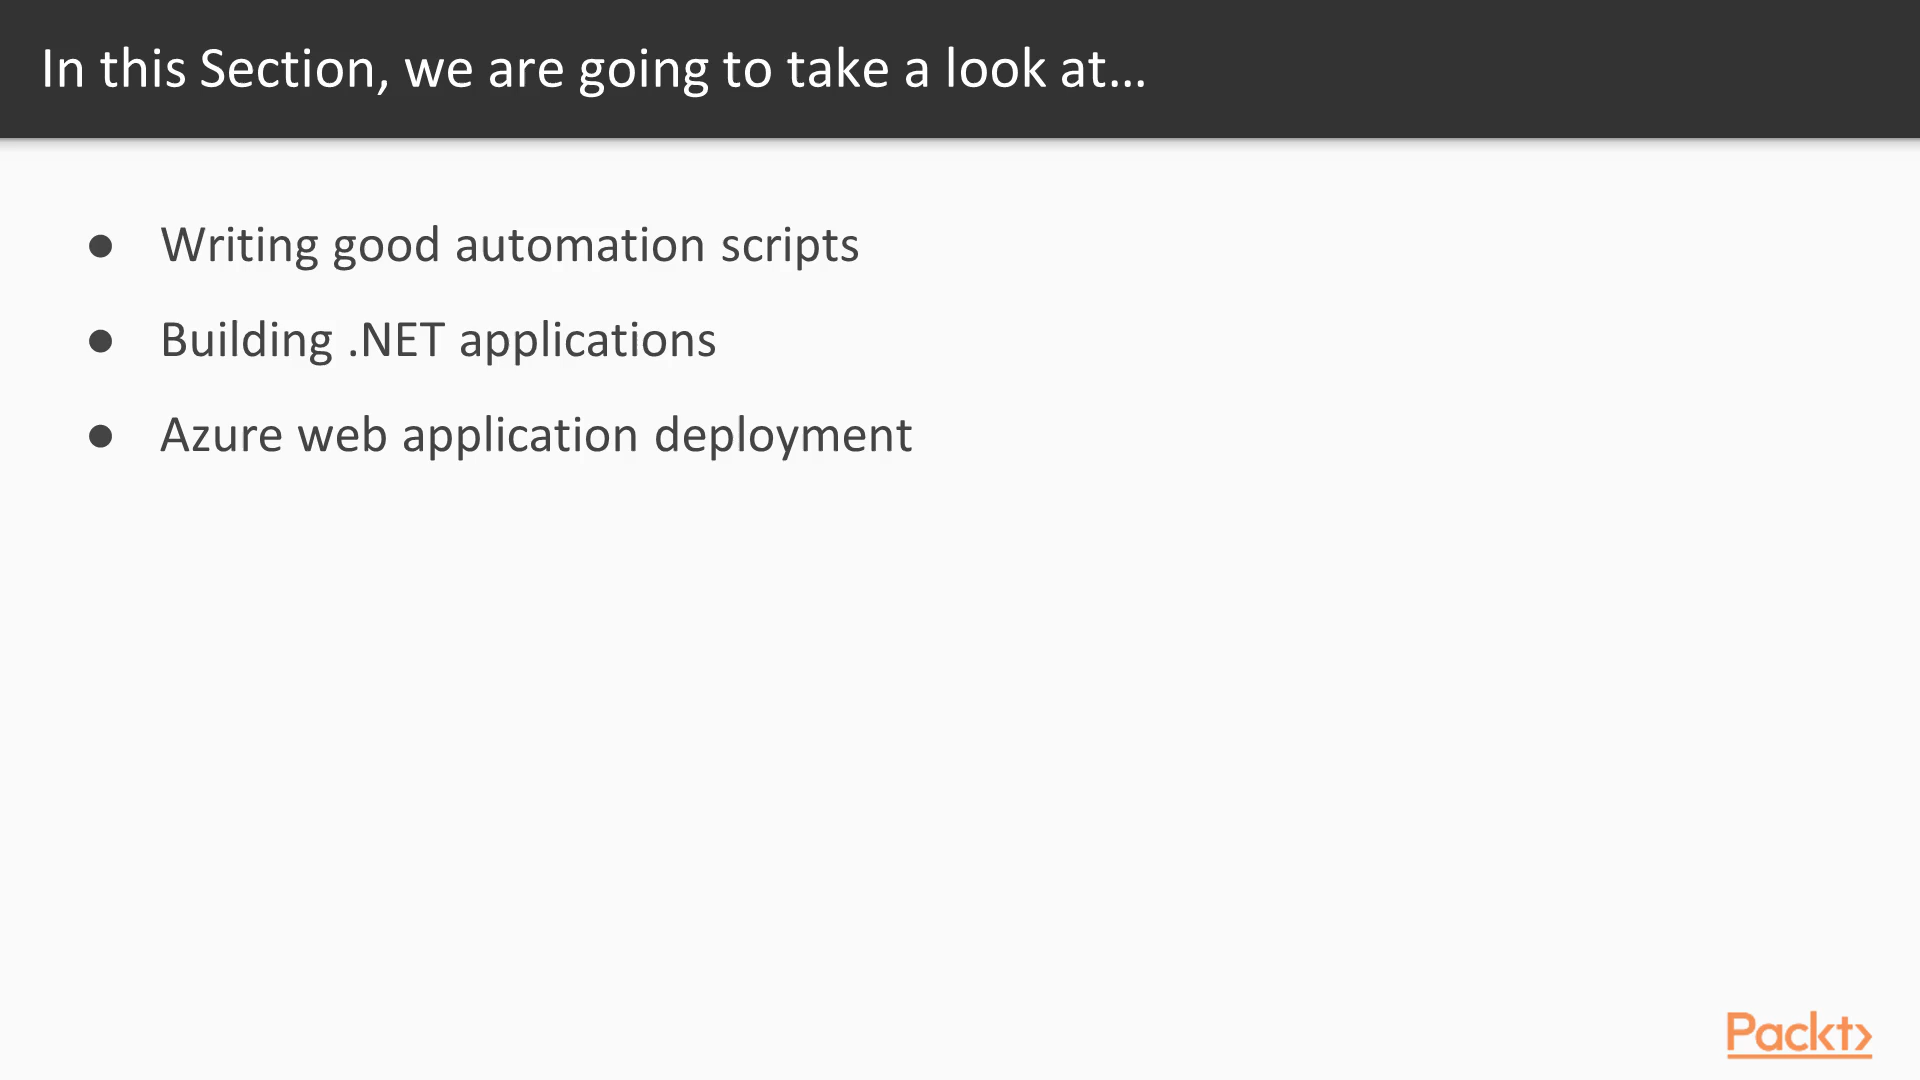 In this Section, we are going to take a look at...
● Writing good automation scripts
● Building .NET applications
● Azure web application deployment
Packt>